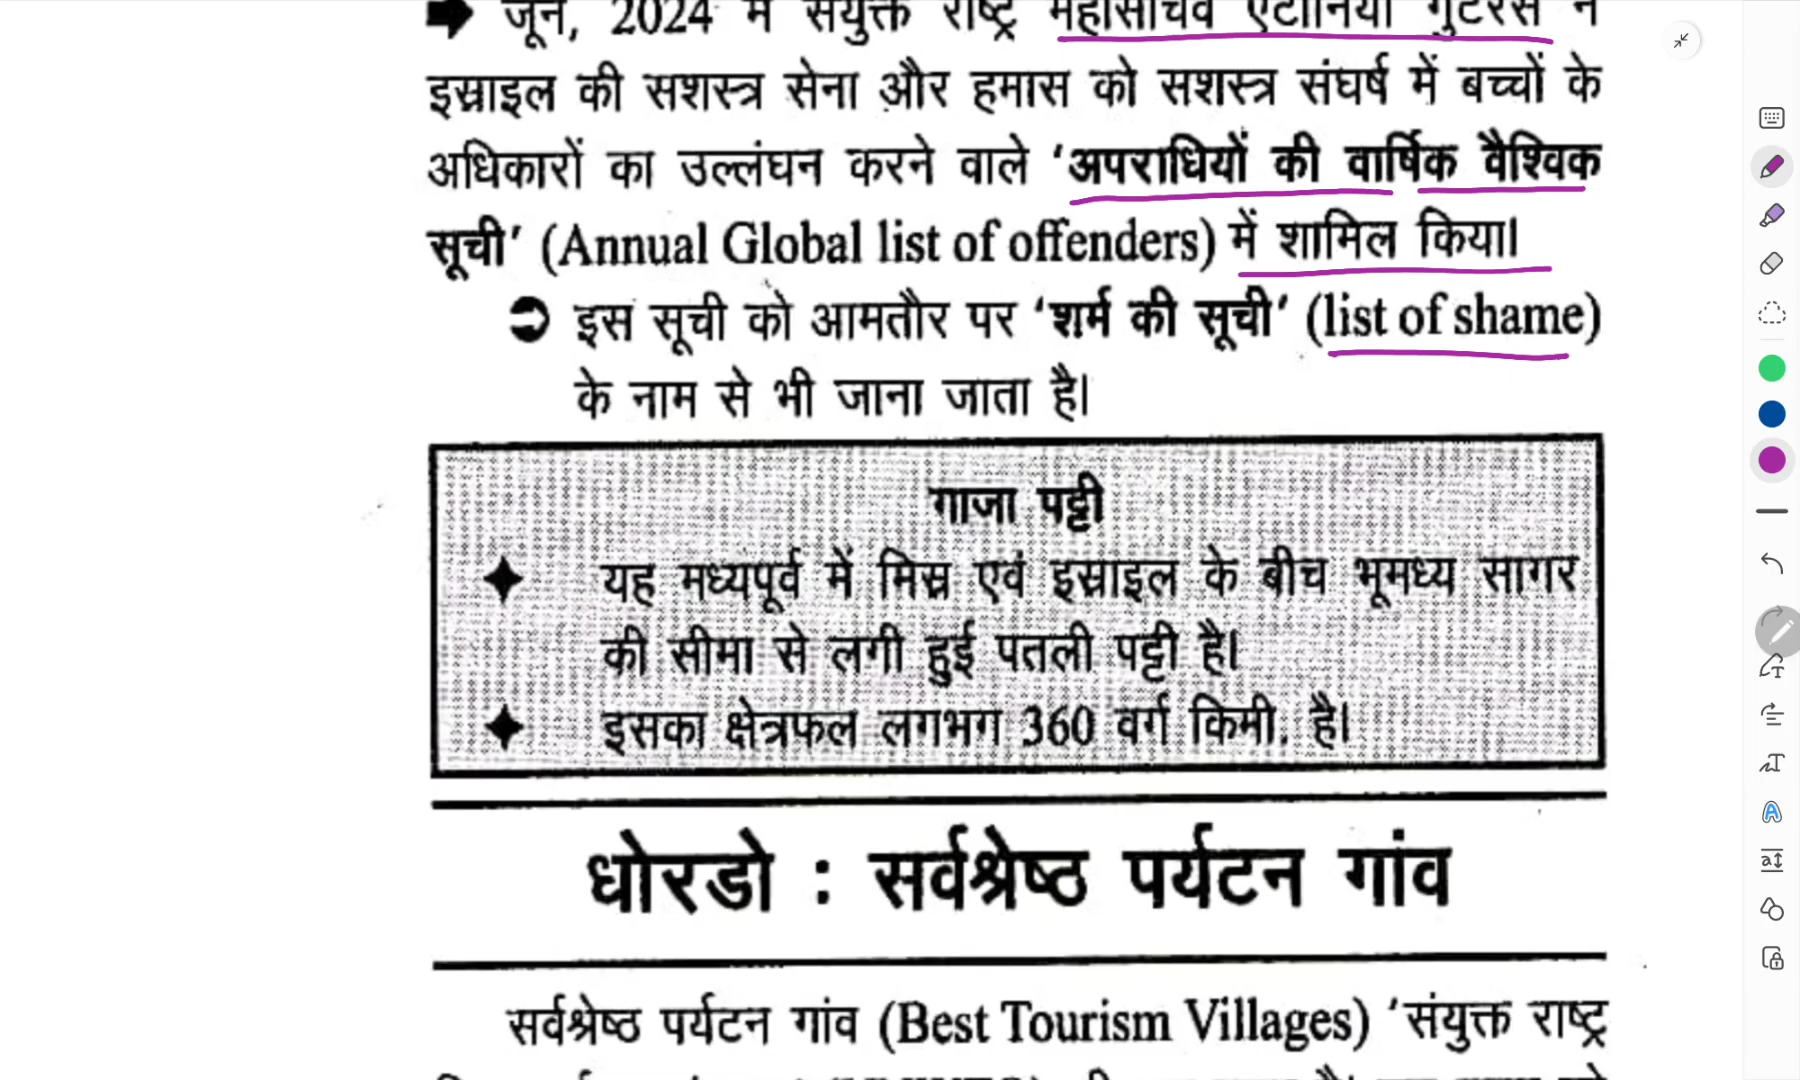 जून, 2024 में संयुक्त राष्ट्र महासचिव एंटोनियो गुटेरेस ने
इस्राइल की सशस्त्र सेना और हमास को सशस्त्र संघर्ष में बच्चों के
अधिकारों का उल्लंघन करने वाले ‘अपराधियों की वार्षिक वैश्विक
सूची’ (Annual Global list of offenders) में शामिल किया।
इस सूची को आमतौर पर ‘शर्म की सूची’ (list of shame)
के नाम से भी जाना जाता है।
गाजा पट्टी
यह मध्यपूर्व में मिस्र एवं इस्राइल के बीच भूमध्य सागर
की सीमा से लगी हुई पतली पट्टी है।
इसका क्षेत्रफल लगभग 360 वर्ग किमी. है।
धोरडो : सर्वश्रेष्ठ पर्यटन गांव
सर्वश्रेष्ठ पर्यटन गांव (Best Tourism Villages) ‘संयुक्त राष्ट्र